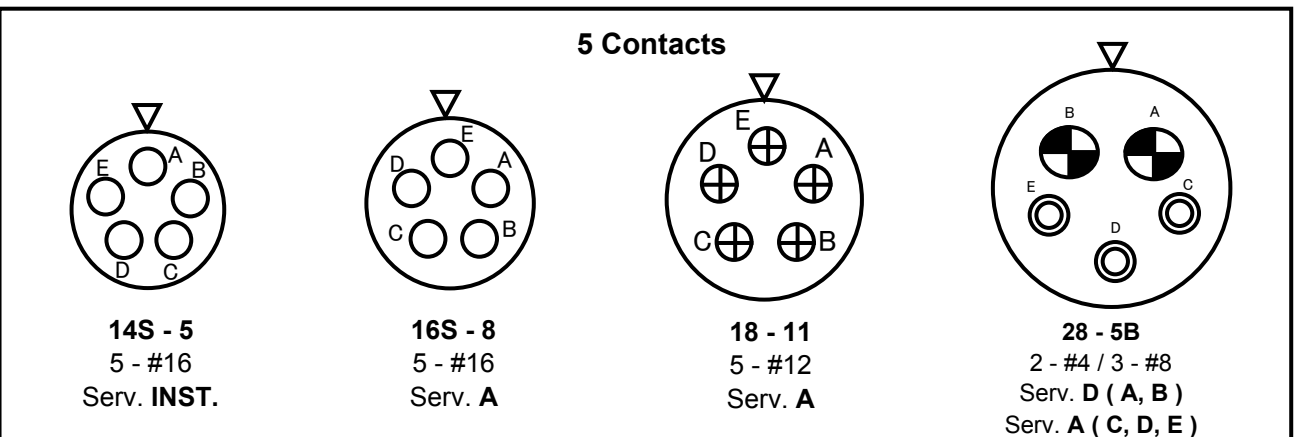 5 Contacts
A
B
C
D
E
14S - 5
5 - #16
Serv. INST.
E
A
B
C
D
16S - 8
5 - #16
Serv. A
E
A
B
C
D
18 - 11
5 - #12
Serv. A
B
A
E
C
D
28 - 5B
2 - #4 / 3 - #8
Serv. D ( A, B )
Serv. A ( C, D, E )